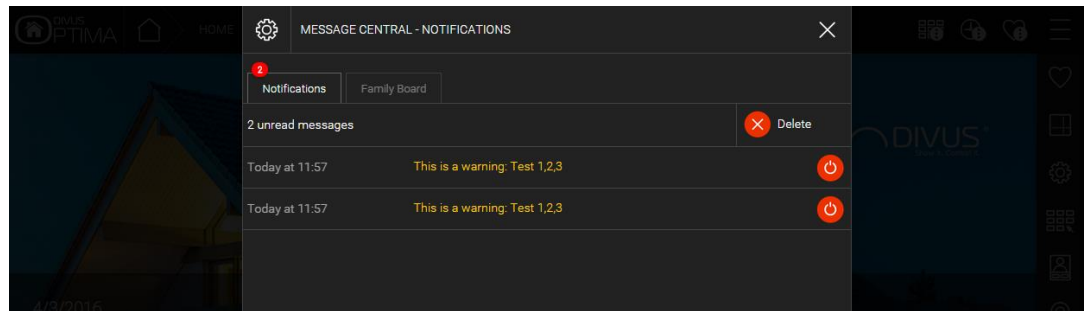 DIVUS
OPTIMA
HOME
MESSAGE CENTRAL - NOTIFICATIONS
2
Notifications
Family Board
2 unread messages
Delete
DIVUS
Today at 11:57 This is a warning: Test 1,2,3
Today at 11:57 This is a warning: Test 1,2,3
4/3/2016